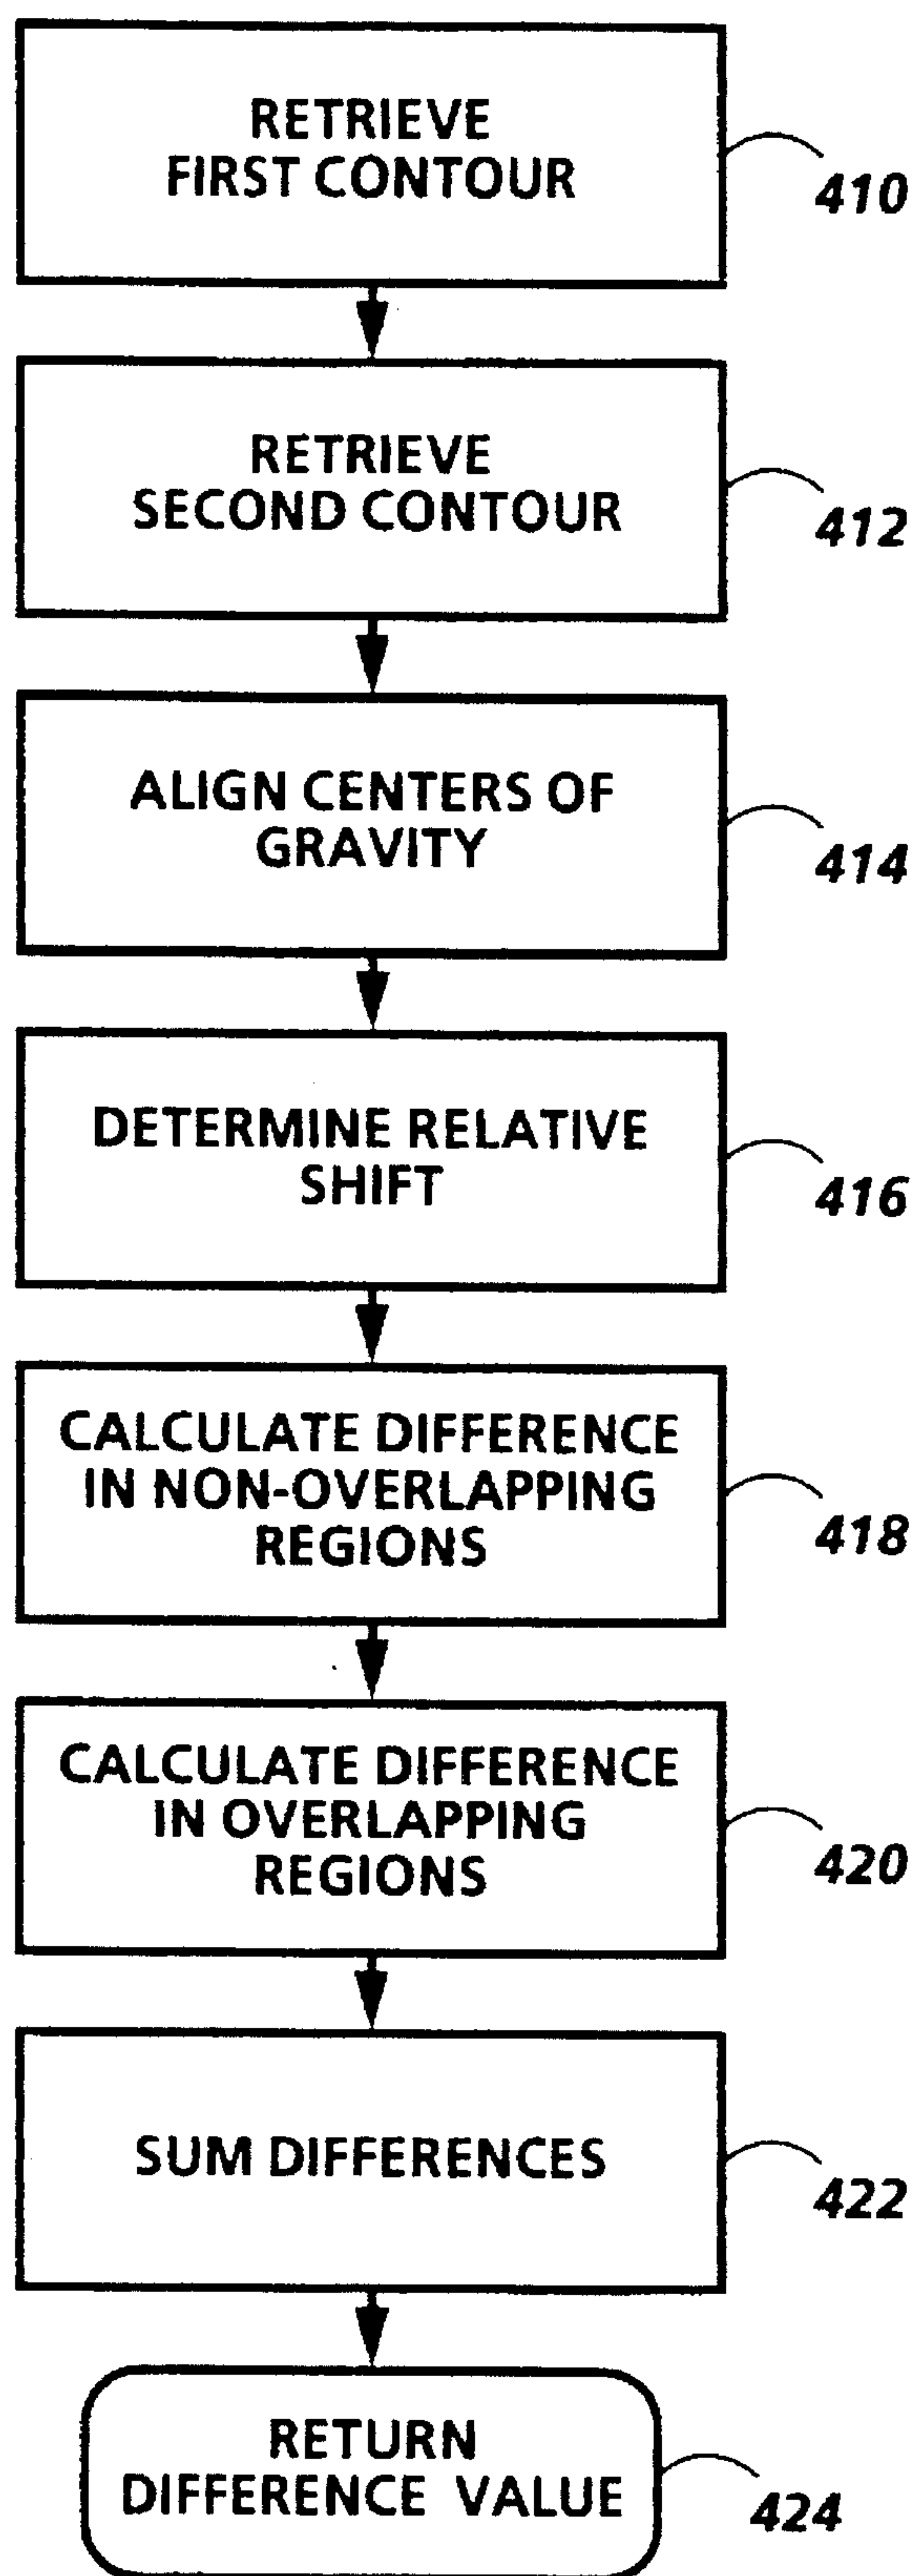 RETRIEVE
FIRST CONTOUR
410
RETRIEVE
SECOND CONTOUR
412
ALIGN CENTERS OF
GRAVITY
414
DETERMINE RELATIVE
SHIFT
416
CALCULATE DIFFERENCE
IN NON-OVERLAPPING
REGIONS
418
CALCULATE DIFFERENCE
IN OVERLAPPING
REGIONS
420
SUM DIFFERENCES
422
RETURN
DIFFERENCE VALUE
424